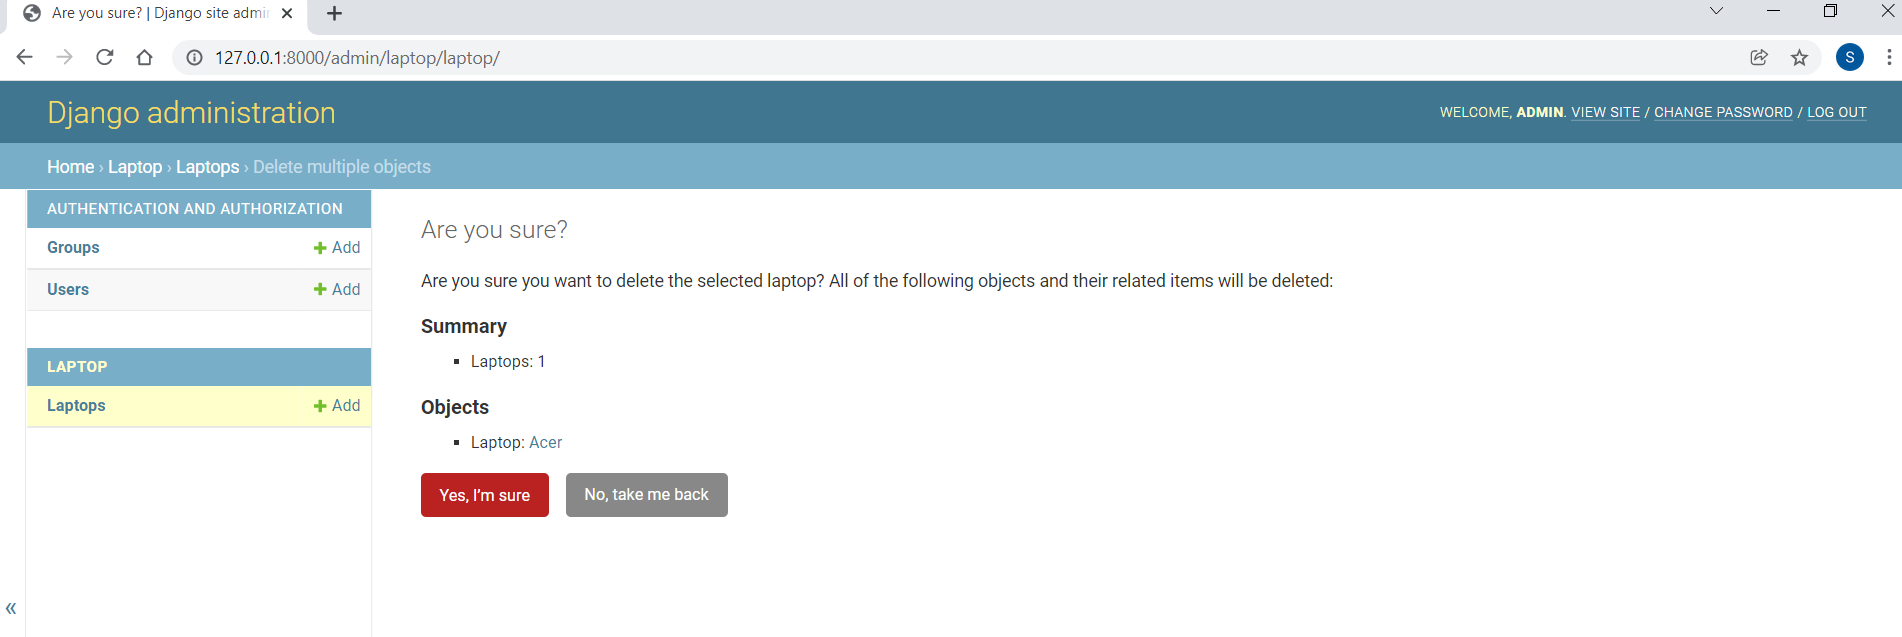 Are you sure? | Django site admi
127.0.0.1:8000/admin/laptop/laptop/
S
Django administration
WELCOME, ADMIN. VIEW SITE / CHANGE PASSWORD / LOG OUT
Home › Laptop › Laptops › Delete multiple objects
AUTHENTICATION AND AUTHORIZATION
Groups + Add
Users + Add
LAPTOP
Laptops + Add
«
Are you sure?
Are you sure you want to delete the selected laptop? All of the following objects and their related items will be deleted:
Summary
▪ Laptops: 1
Objects
▪ Laptop: Acer
Yes, I’m sure No, take me back